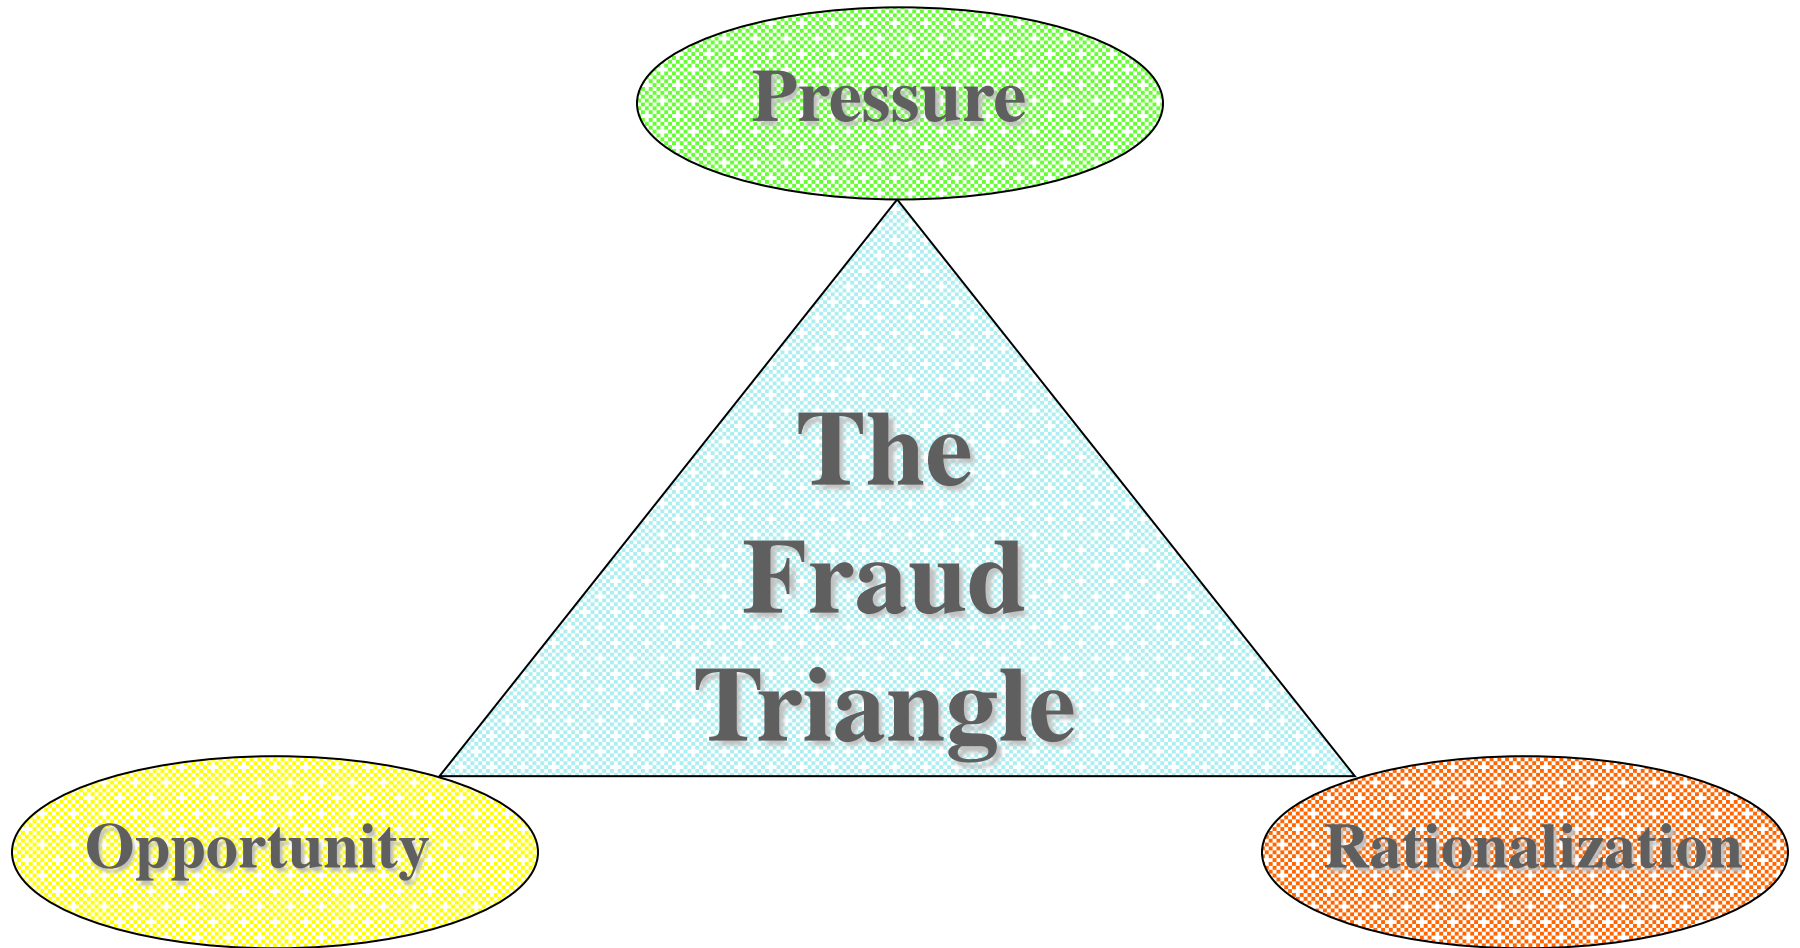 Pressure
The
Fraud
Triangle
Opportunity
Rationalization